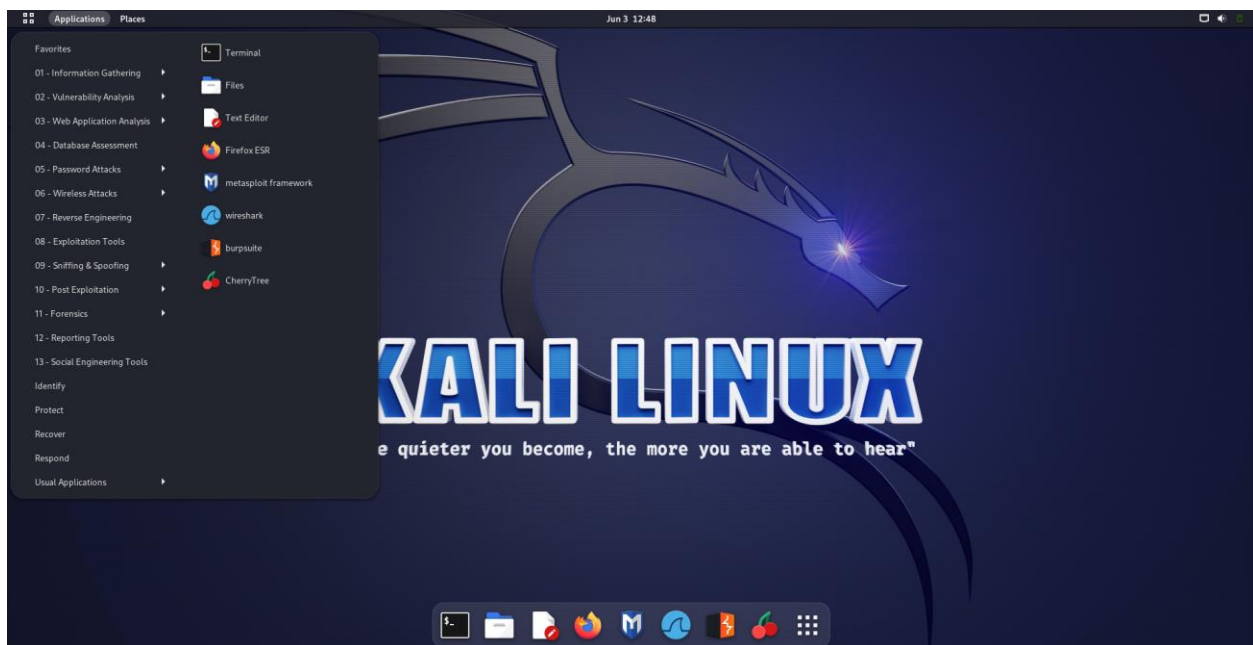 Applications Places Jun 3 12:48
Favorites
01 - Information Gathering
02 - Vulnerability Analysis
03 - Web Application Analysis
04 - Database Assessment
05 - Password Attacks
06 - Wireless Attacks
07 - Reverse Engineering
08 - Exploitation Tools
09 - Sniffing & Spoofing
10 - Post Exploitation
11 - Forensics
12 - Reporting Tools
13 - Social Engineering Tools
Identify
Protect
Recover
Respond
Usual Applications
$_ Terminal
Files
Text Editor
Firefox ESR
metasploit framework
wireshark
burpsuite
CherryTree
KALI LINUX
e quieter you become, the more you are able to hear"
$_